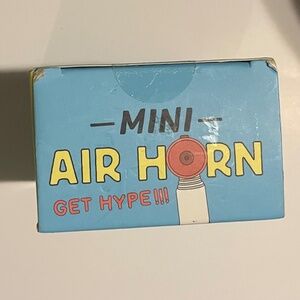 —MINI—
AIR HORN
GET HYPE!!!